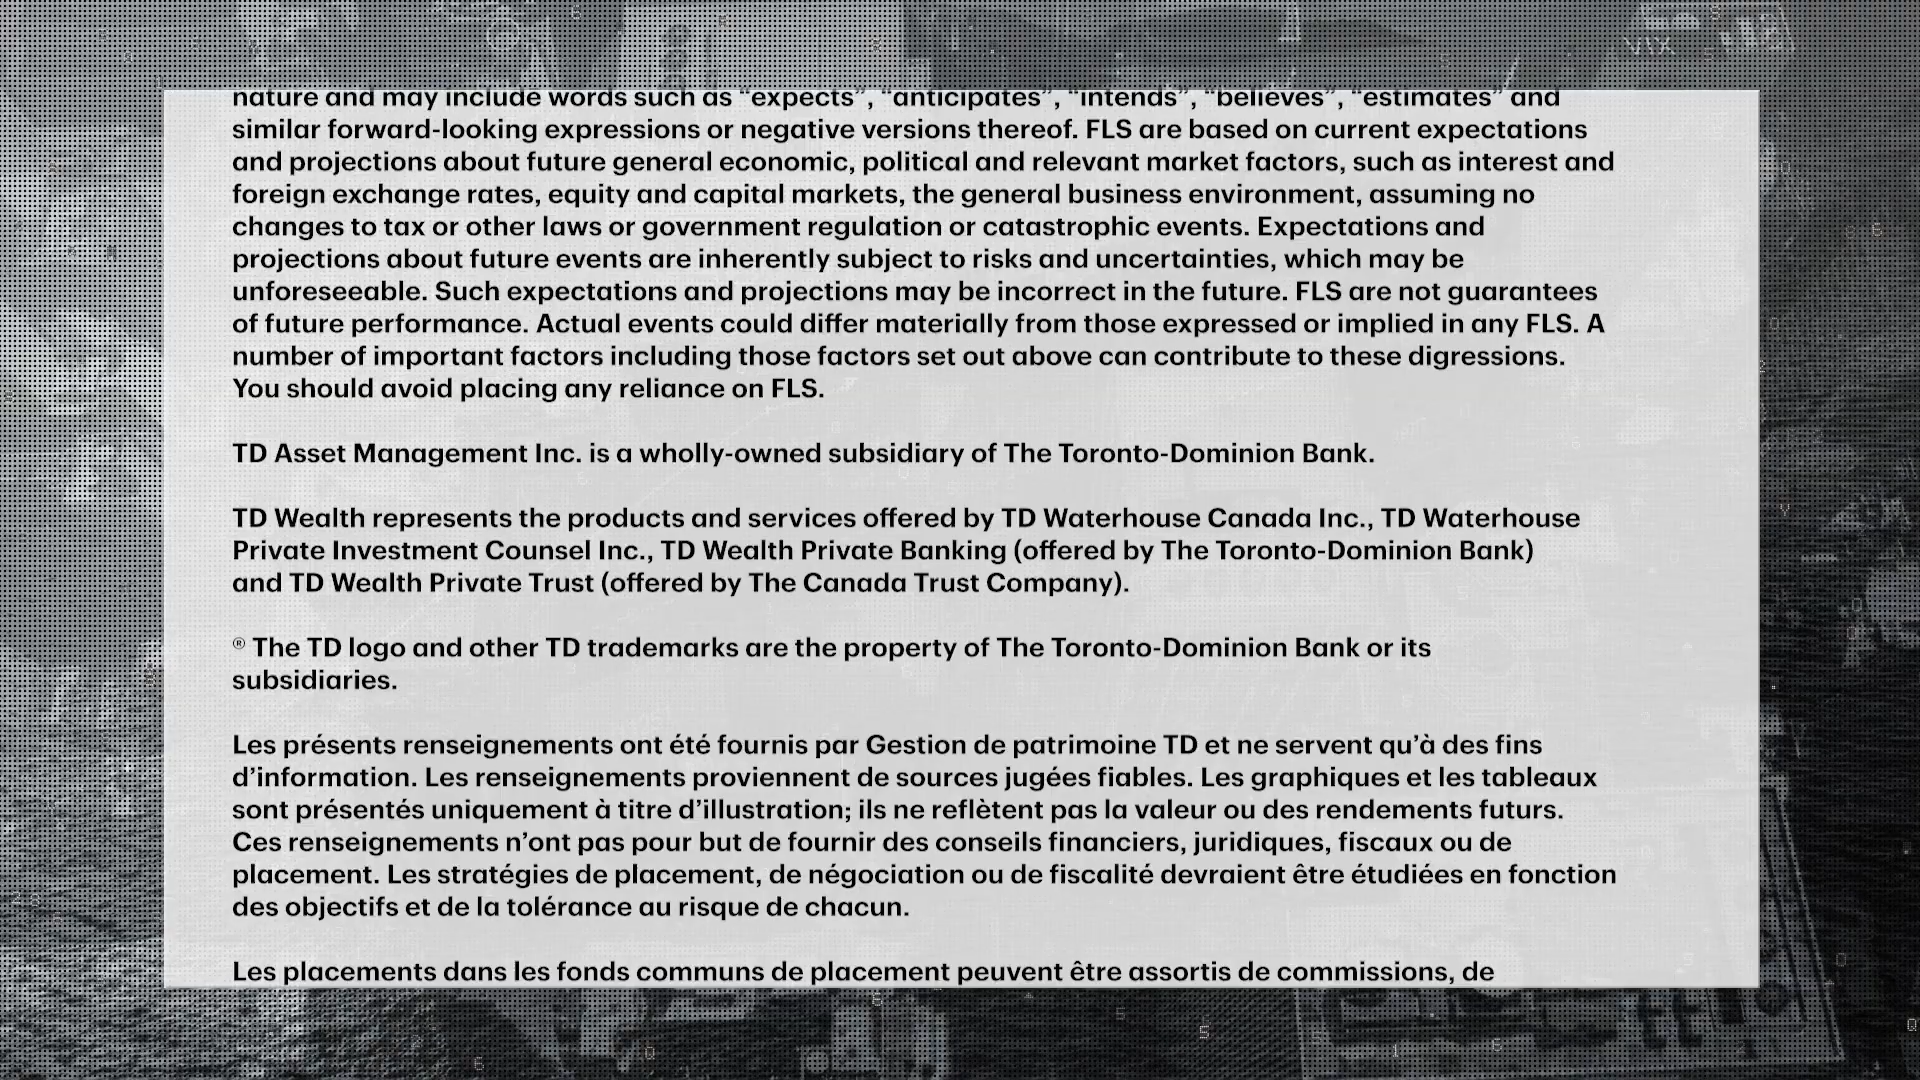 nature and may include words such as “expects”, “anticipates”, “intends”, “believes”, “estimates” and
similar forward-looking expressions or negative versions thereof. FLS are based on current expectations
and projections about future general economic, political and relevant market factors, such as interest and
foreign exchange rates, equity and capital markets, the general business environment, assuming no
changes to tax or other laws or government regulation or catastrophic events. Expectations and
projections about future events are inherently subject to risks and uncertainties, which may be
unforeseeable. Such expectations and projections may be incorrect in the future. FLS are not guarantees
of future performance. Actual events could differ materially from those expressed or implied in any FLS. A
number of important factors including those factors set out above can contribute to these digressions.
You should avoid placing any reliance on FLS.
TD Asset Management Inc. is a wholly-owned subsidiary of The Toronto-Dominion Bank.
TD Wealth represents the products and services offered by TD Waterhouse Canada Inc., TD Waterhouse
Private Investment Counsel Inc., TD Wealth Private Banking (offered by The Toronto-Dominion Bank)
and TD Wealth Private Trust (offered by The Canada Trust Company).
® The TD logo and other TD trademarks are the property of The Toronto-Dominion Bank or its
subsidiaries.
Les présents renseignements ont été fournis par Gestion de patrimoine TD et ne servent qu’à des fins
d’information. Les renseignements proviennent de sources jugées fiables. Les graphiques et les tableaux
sont présentés uniquement à titre d’illustration; ils ne reflètent pas la valeur ou des rendements futurs.
Ces renseignements n’ont pas pour but de fournir des conseils financiers, juridiques, fiscaux ou de
placement. Les stratégies de placement, de négociation ou de fiscalité devraient être étudiées en fonction
des objectifs et de la tolérance au risque de chacun.
Les placements dans les fonds communs de placement peuvent être assortis de commissions, de